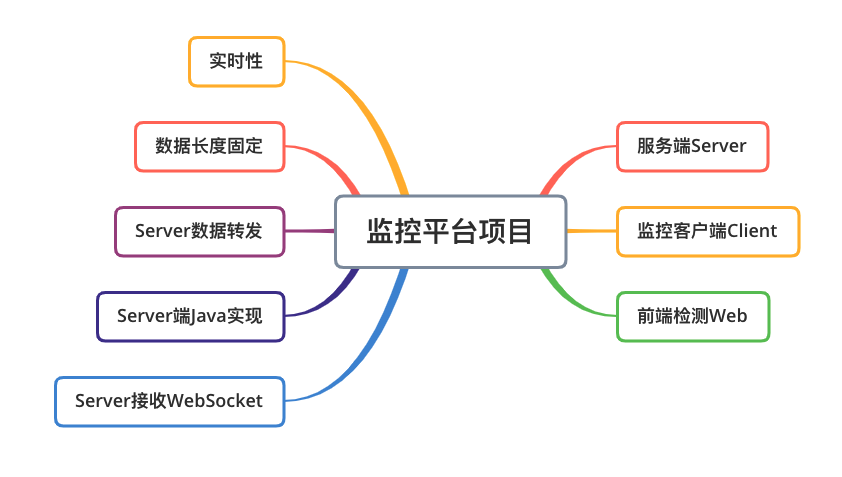 实时性
数据长度固定
服务端Server
Server数据转发
监控平台项目
监控客户端Client
Server端Java实现
前端检测Web
Server接收WebSocket